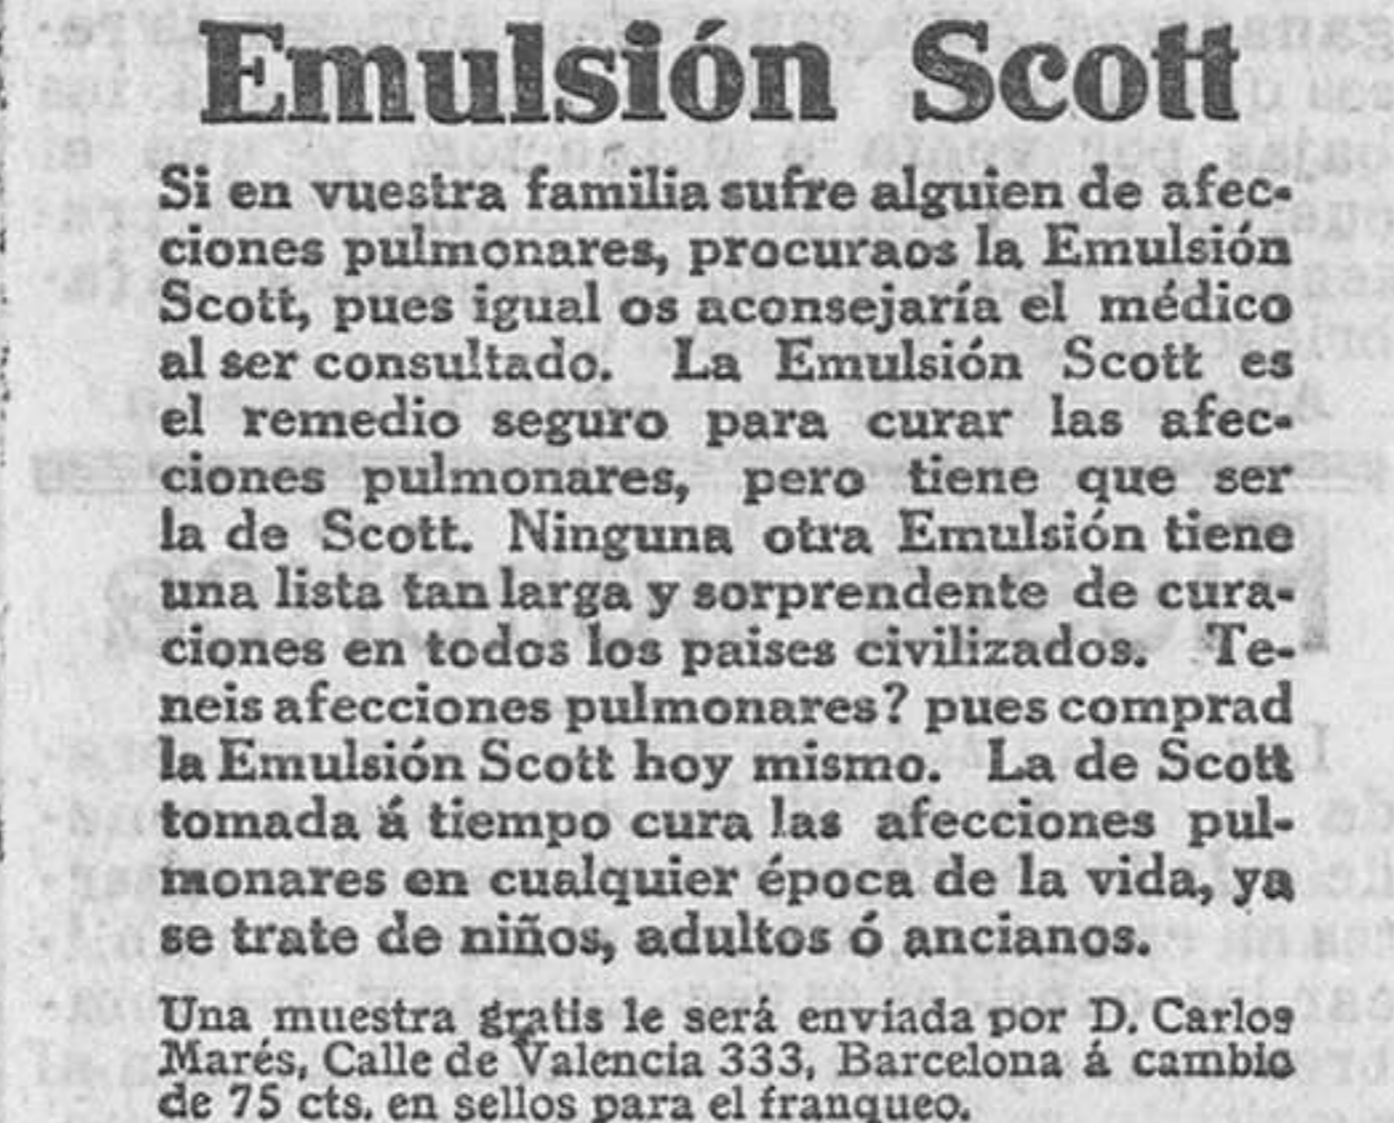 Emulsión Scott
Si en vuestra familia sufre alguien de afec-
ciones pulmonares, procuraos la Emulsión
Scott, pues igual os aconsejaría el médico
al ser consultado. La Emulsión Scott es
el remedio seguro para curar las afec-
ciones pulmonares, pero tiene que ser
la de Scott. Ninguna otra Emulsión tiene
una lista tan larga y sorprendente de cura-
ciones en todos los paises civilizados. Te-
neis afecciones pulmonares? pues comprad
la Emulsión Scott hoy mismo. La de Scott
tomada á tiempo cura las afecciones pul-
monares en cualquier época de la vida, ya
se trate de niños, adultos ó ancianos.
Una muestra gratis le será enviada por D. Carlos
Marés, Calle de Valencia 333, Barcelona á cambio
de 75 cts. en sellos para el franqueo.